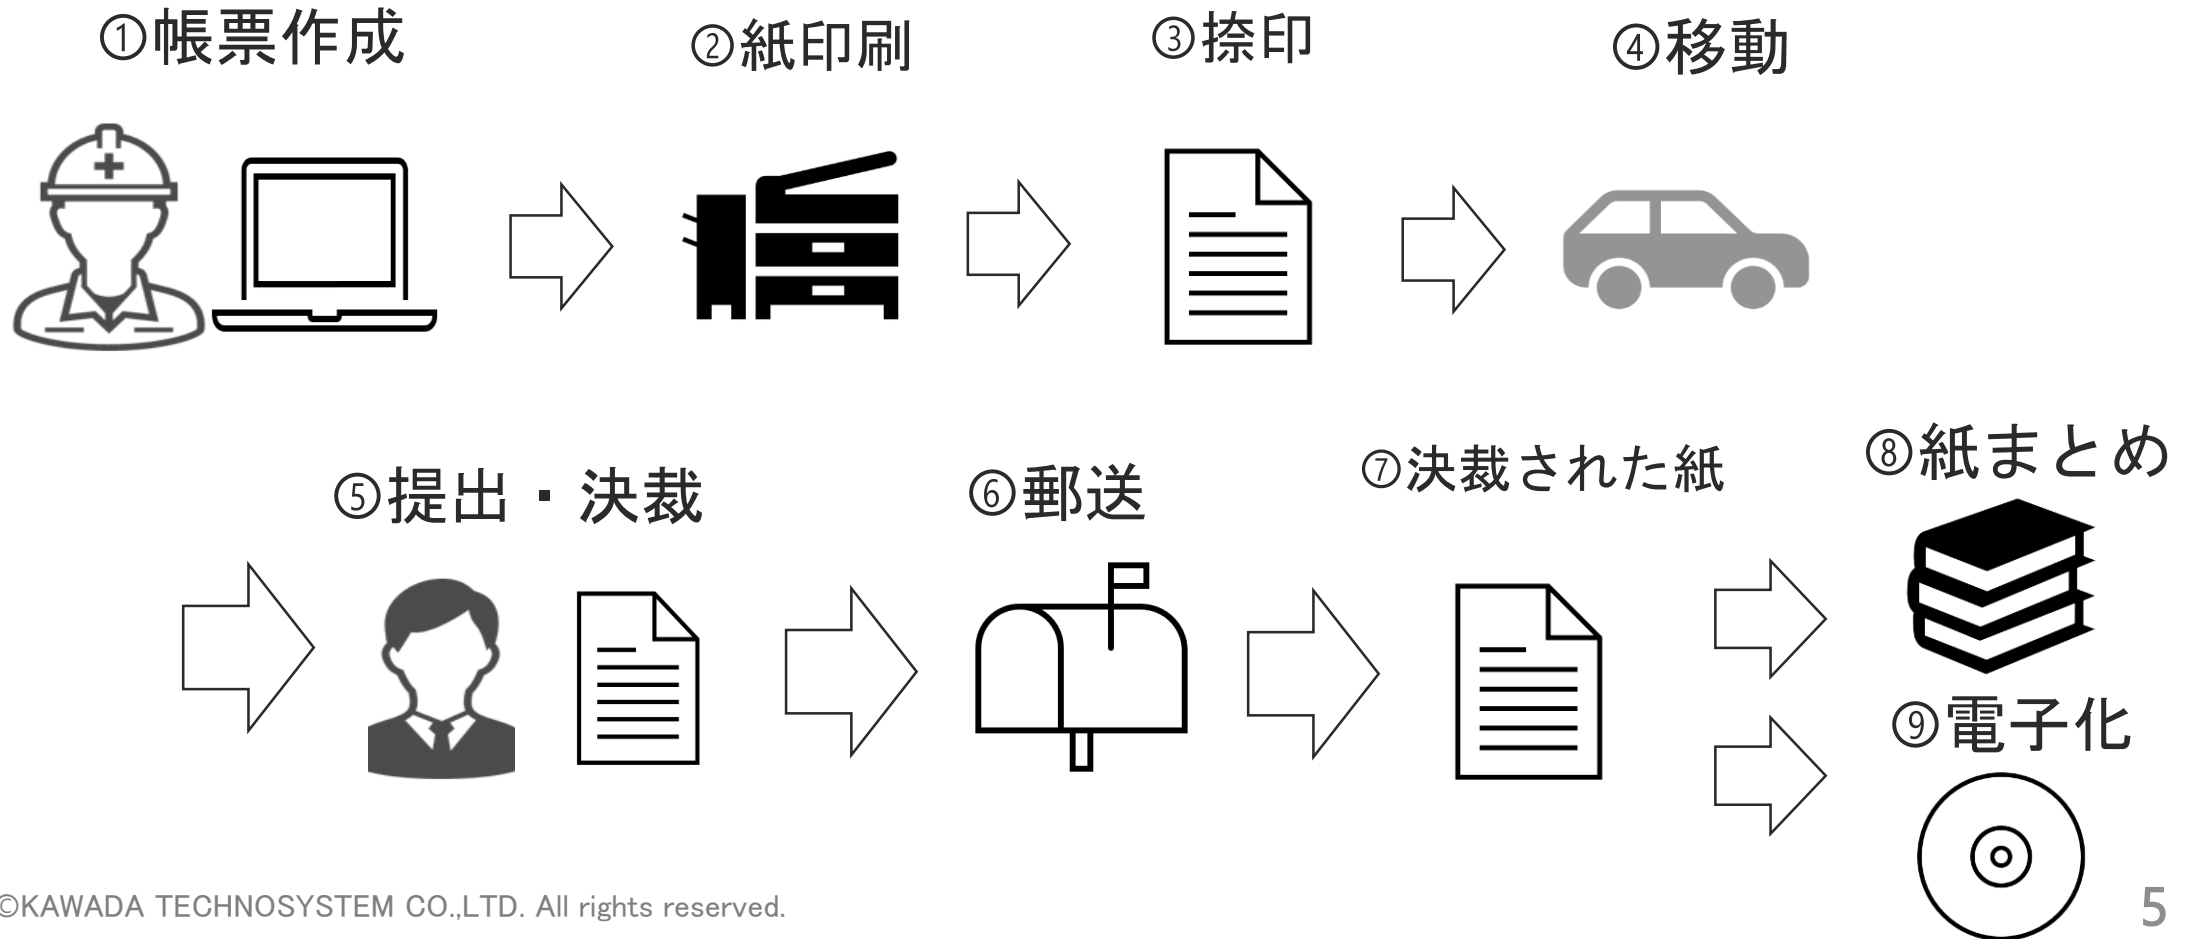 ①帳票作成
②紙印刷
③捺印
④移動
⑤提出・決裁
⑥郵送
⑦決裁された紙
⑧紙まとめ
⑨電子化
©KAWADA TECHNOSYSTEM CO.,LTD. All rights reserved.
5